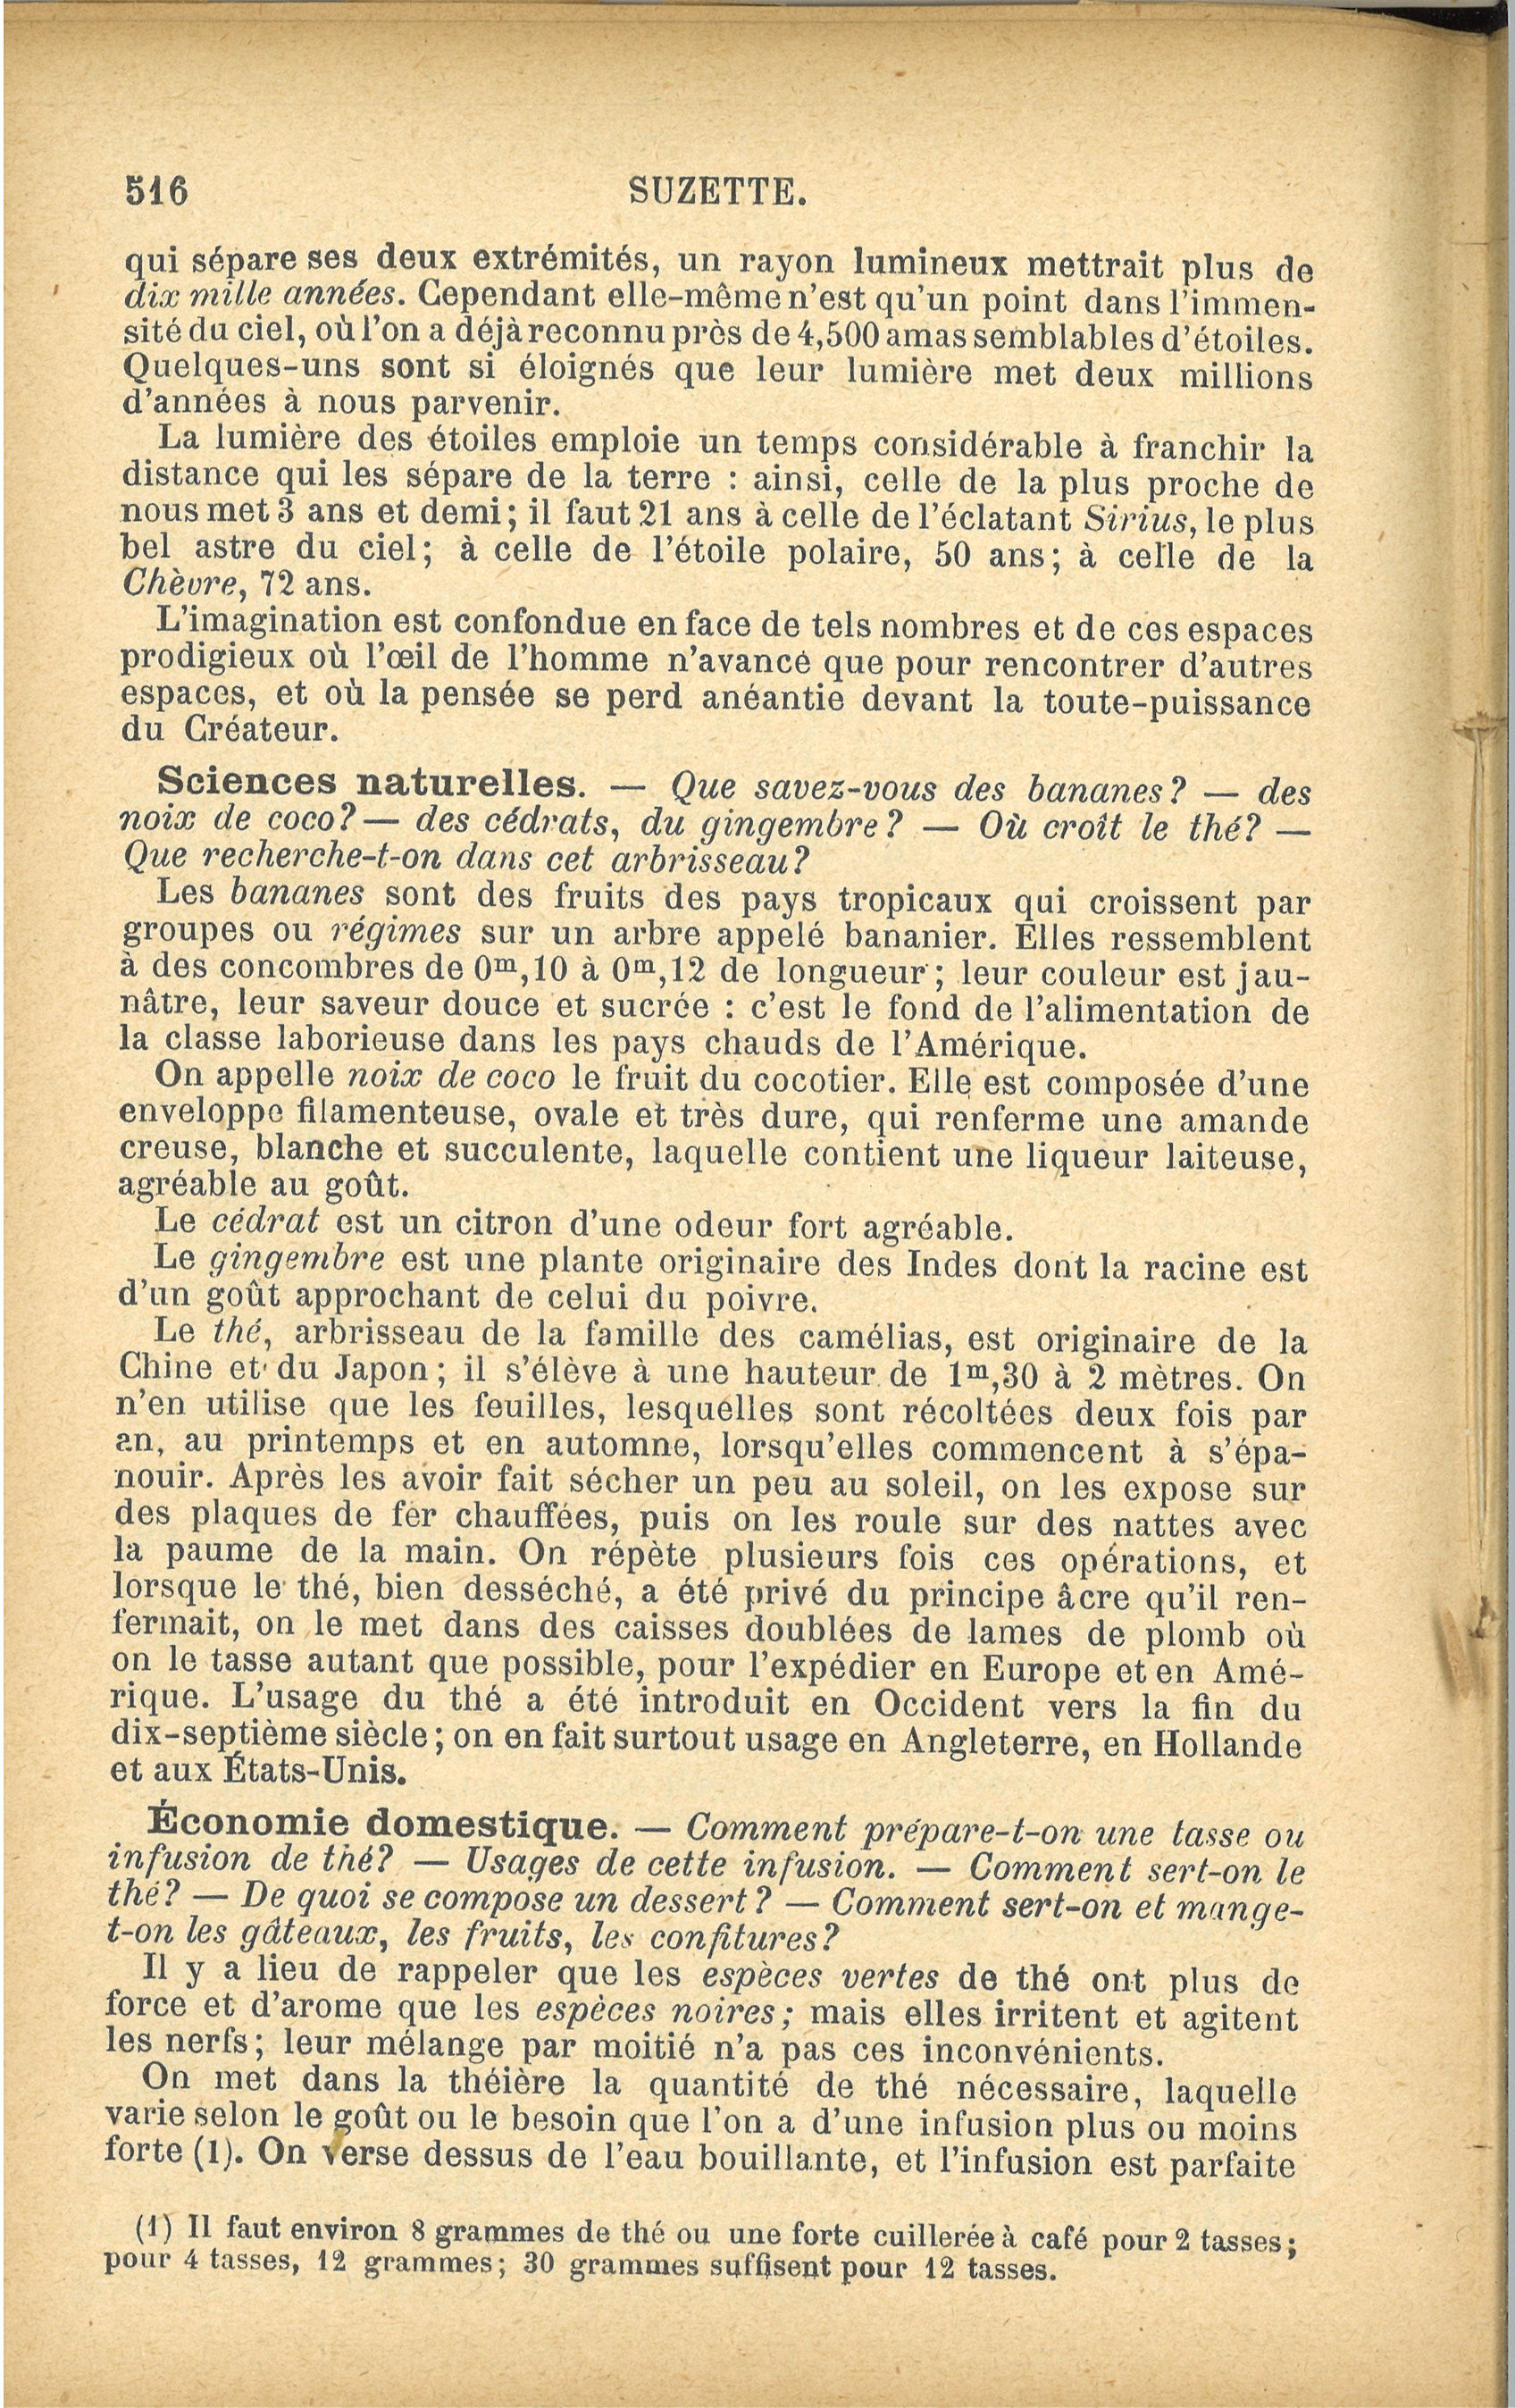 516 SUZETTE.
qui sépare ses deux extrémités, un rayon lumineux mettrait plus de
dix mille années. Cependant elle-même n'est qu'un point dans l'immen-
sité du ciel, où l'on a déjà reconnu près de 4,500 amas semblables d'étoiles.
Quelques-uns sont si éloignés que leur lumière met deux millions
d'années à nous parvenir.
La lumière des étoiles emploie un temps considérable à franchir la
distance qui les sépare de la terre : ainsi, celle de la plus proche de
nous met 3 ans et demi; il faut 21 ans à celle de l'éclatant Sirius, le plus
bel astre du ciel; à celle de l'étoile polaire, 50 ans; à celle de la
Chèvre, 72 ans.
L'imagination est confondue en face de tels nombres et de ces espaces
prodigieux où l'œil de l'homme n'avance que pour rencontrer d'autres
espaces, et où la pensée se perd anéantie devant la toute-puissance
du Créateur.
Sciences naturelles. — Que savez-vous des bananes? — des
noix de coco? — des cédrats, du gingembre? — Où croît le thé? —
Que recherche-t-on dans cet arbrisseau?
Les bananes sont des fruits des pays tropicaux qui croissent par
groupes ou régimes sur un arbre appelé bananier. Elles ressemblent
à des concombres de 0m,10 à 0m,12 de longueur; leur couleur est jau-
nâtre, leur saveur douce et sucrée : c'est le fond de l'alimentation de
la classe laborieuse dans les pays chauds de l'Amérique.
On appelle noix de coco le fruit du cocotier. Elle est composée d'une
enveloppe filamenteuse, ovale et très dure, qui renferme une amande
creuse, blanche et succulente, laquelle contient une liqueur laiteuse,
agréable au goût.
Le cédrat est un citron d'une odeur fort agréable.
Le gingembre est une plante originaire des Indes dont la racine est
d'un goût approchant de celui du poivre.
Le thé, arbrisseau de la famille des camélias, est originaire de la
Chine et du Japon; il s'élève à une hauteur de 1m,30 à 2 mètres. On
n'en utilise que les feuilles, lesquelles sont récoltées deux fois par
an, au printemps et en automne, lorsqu'elles commencent à s'épa-
nouir. Après les avoir fait sécher un peu au soleil, on les expose sur
des plaques de fer chauffées, puis on les roule sur des nattes avec
la paume de la main. On répète plusieurs fois ces opérations, et
lorsque le thé, bien desséché, a été privé du principe âcre qu'il ren-
fermait, on le met dans des caisses doublées de lames de plomb où
on le tasse autant que possible, pour l'expédier en Europe et en Amé-
rique. L'usage du thé a été introduit en Occident vers la fin du
dix-septième siècle; on en fait surtout usage en Angleterre, en Hollande
et aux États-Unis.
Économie domestique. — Comment prépare-t-on une tasse ou
infusion de thé? — Usages de cette infusion. — Comment sert-on le
thé? — De quoi se compose un dessert? — Comment sert-on et mange-
t-on les gâteaux, les fruits, les confitures?
Il y a lieu de rappeler que les espèces vertes de thé ont plus de
force et d'arome que les espèces noires; mais elles irritent et agitent
les nerfs; leur mélange par moitié n'a pas ces inconvénients.
On met dans la théière la quantité de thé nécessaire, laquelle
varie selon le goût ou le besoin que l'on a d'une infusion plus ou moins
forte (1). On verse dessus de l'eau bouillante, et l'infusion est parfaite
(1) Il faut environ 8 grammes de thé ou une forte cuillerée à café pour 2 tasses;
pour 4 tasses, 12 grammes; 30 grammes suffisent pour 12 tasses.